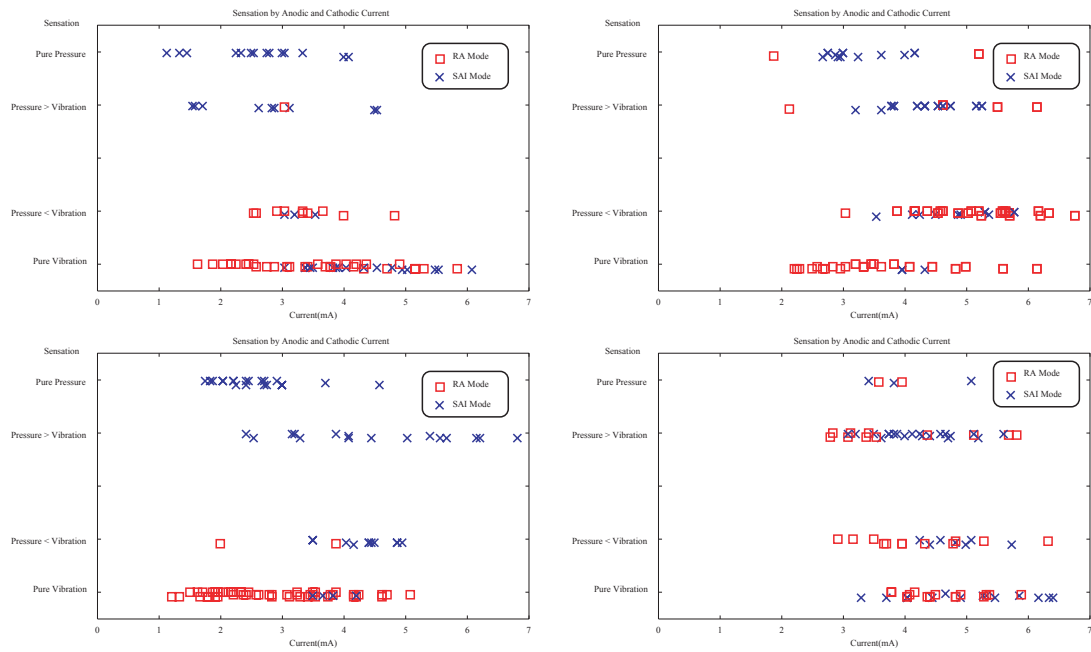 Sensation by Anodic and Cathodic Current
Sensation
Pure Pressure
Pressure > Vibration
Pressure < Vibration
Pure Vibration
RA Mode
SAI Mode
0 1 2 3 4 5 6 7
Current(mA)
Sensation by Anodic and Cathodic Current
Sensation
Pure Pressure
Pressure > Vibration
Pressure < Vibration
Pure Vibration
RA Mode
SAI Mode
0 1 2 3 4 5 6 7
Current(mA)
Sensation by Anodic and Cathodic Current
Sensation
Pure Pressure
Pressure > Vibration
Pressure < Vibration
Pure Vibration
RA Mode
SAI Mode
0 1 2 3 4 5 6 7
Current(mA)
Sensation by Anodic and Cathodic Current
Sensation
Pure Pressure
Pressure > Vibration
Pressure < Vibration
Pure Vibration
RA Mode
SAI Mode
0 1 2 3 4 5 6 7
Current(mA)